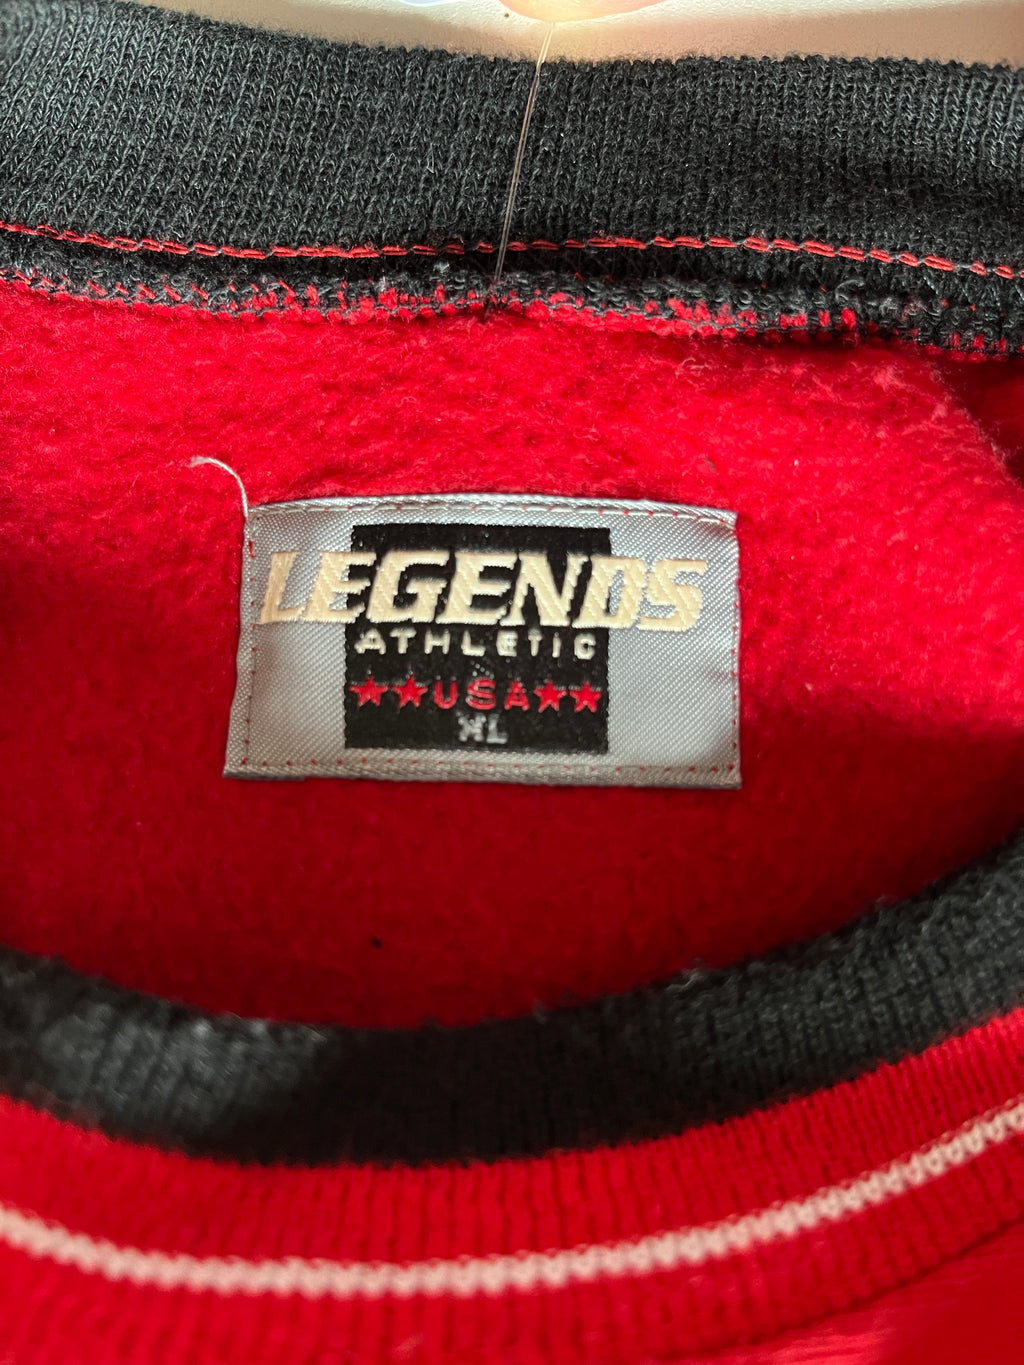 LEGENDS
ATHLETIC
★★USA★★
XL